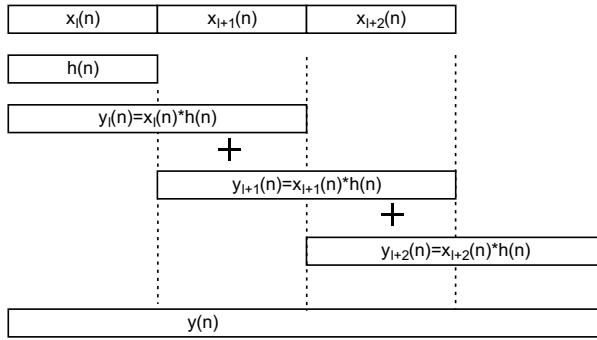 x_l(n) x_{l+1}(n) x_{l+2}(n)
h(n)
y_l(n)=x_l(n)*h(n)
+
y_{l+1}(n)=x_{l+1}(n)*h(n)
+
y_{l+2}(n)=x_{l+2}(n)*h(n)
y(n)